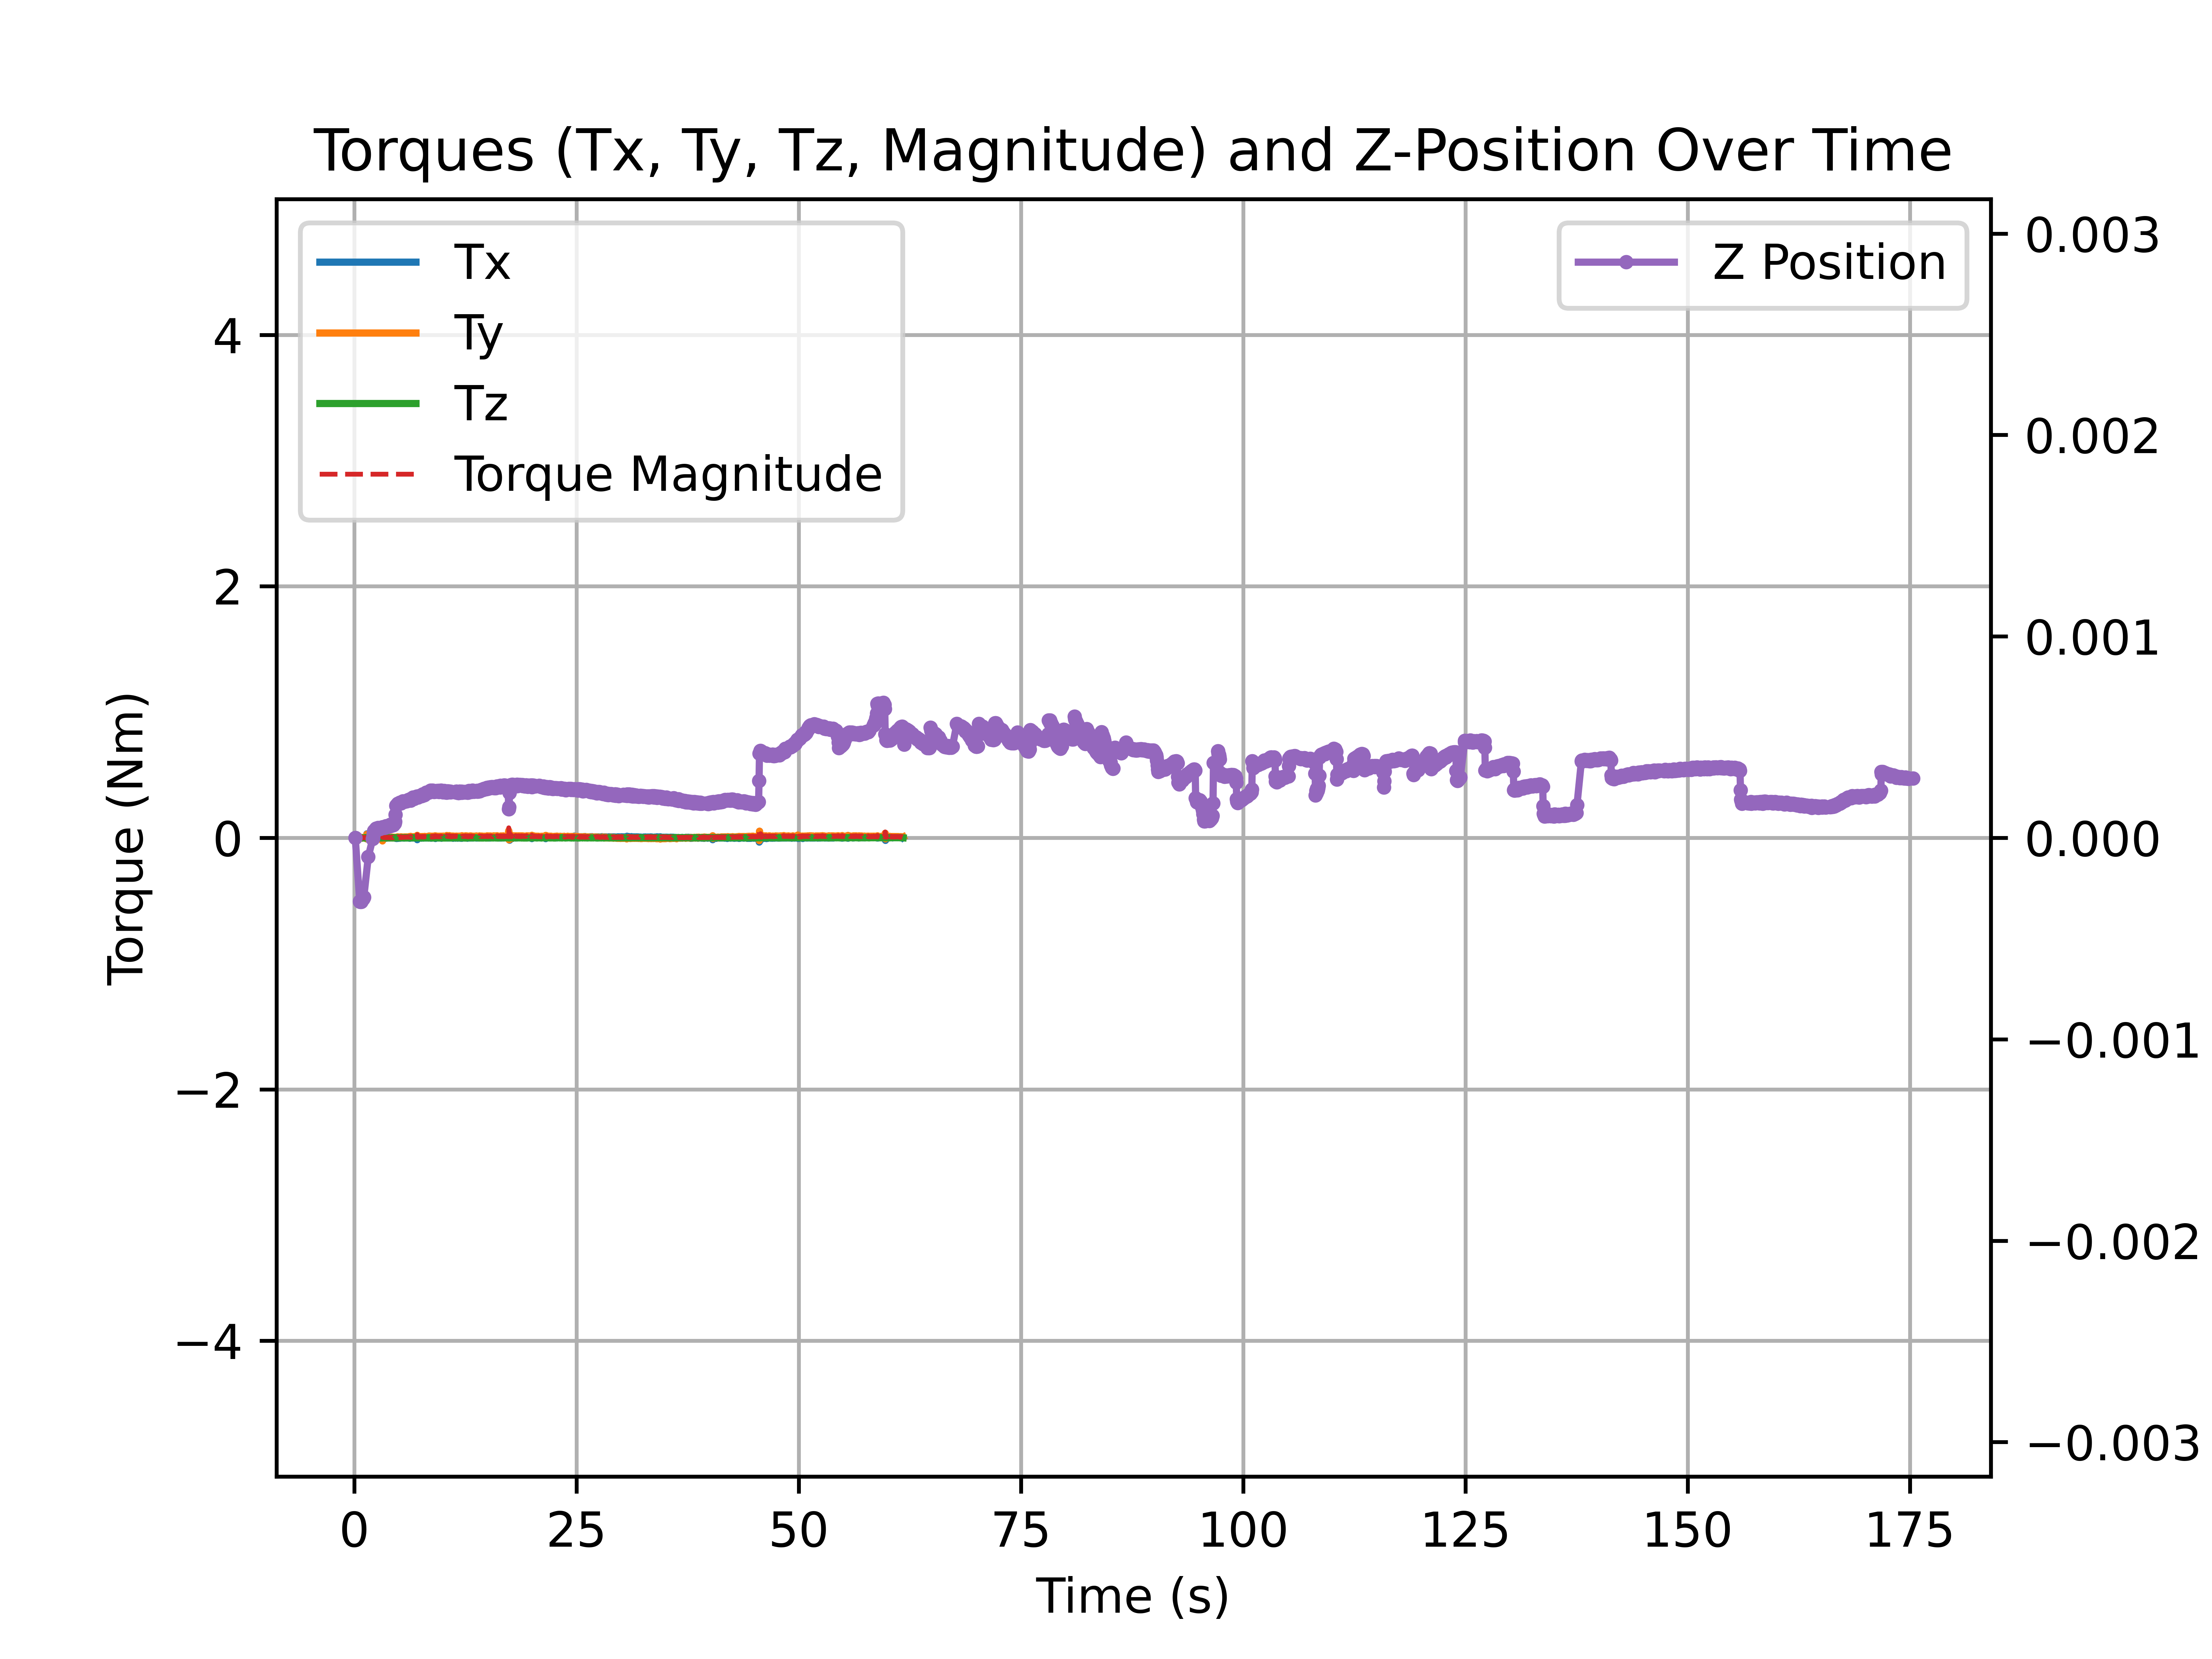 Torques (Tx, Ty, Tz, Magnitude) and Z-Position Over Time
Tx
Ty
Tz
Torque Magnitude
Z Position
Torque (Nm)
4
2
0
−2
−4
0.003
0.002
0.001
0.000
−0.001
−0.002
−0.003
0 25 50 75 100 125 150 175
Time (s)